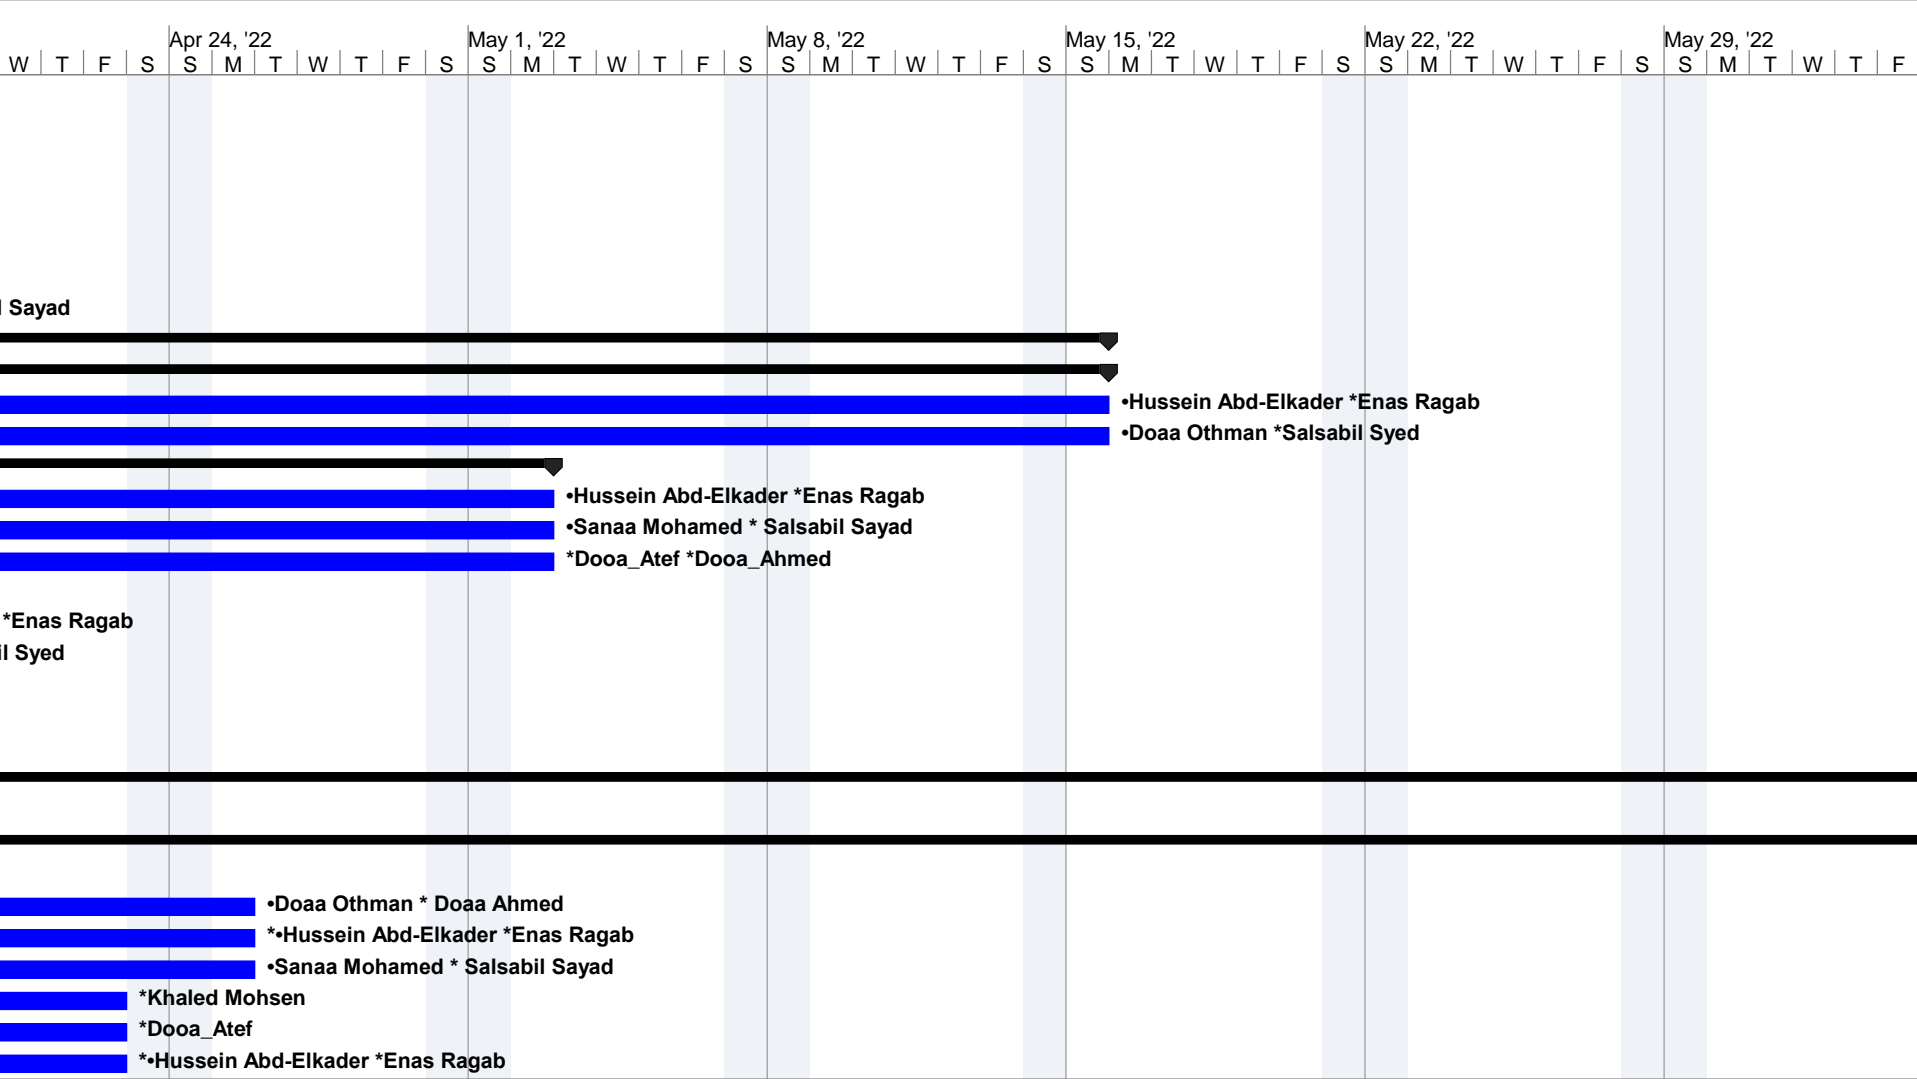 Apr 24, '22 May 1, '22 May 8, '22 May 15, '22 May 22, '22 May 29, '22
W T F S S M T W T F S S M T W T F S S M T W T F S S M T W T F S S M T W T F S S M T W T F
l Sayad
•Hussein Abd-Elkader *Enas Ragab
•Doaa Othman *Salsabil Syed
•Hussein Abd-Elkader *Enas Ragab
•Sanaa Mohamed * Salsabil Sayad
*Dooa_Atef *Dooa_Ahmed
*Enas Ragab
il Syed
•Doaa Othman * Doaa Ahmed
*•Hussein Abd-Elkader *Enas Ragab
•Sanaa Mohamed * Salsabil Sayad
*Khaled Mohsen
*Dooa_Atef
*•Hussein Abd-Elkader *Enas Ragab